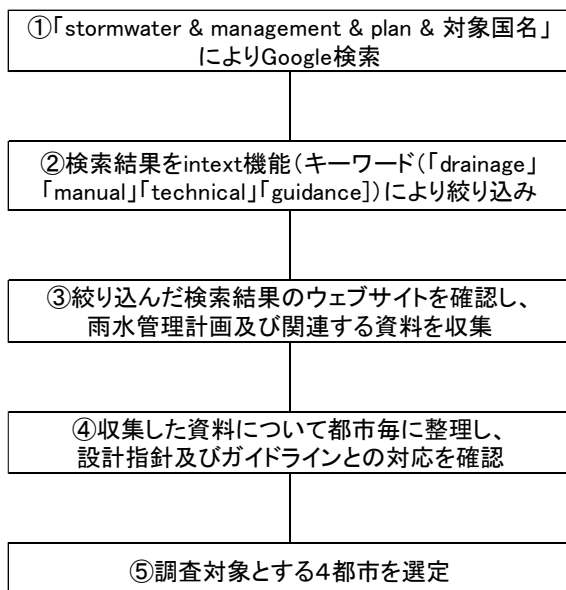 ①「stormwater & management & plan & 対象国名」
によりGoogle検索
②検索結果をintext機能(キーワード(「drainage」
「manual」「technical」「guidance])により絞り込み
③絞り込んだ検索結果のウェブサイトを確認し、
雨水管理計画及び関連する資料を収集
④収集した資料について都市毎に整理し、
設計指針及びガイドラインとの対応を確認
⑤調査対象とする4都市を選定